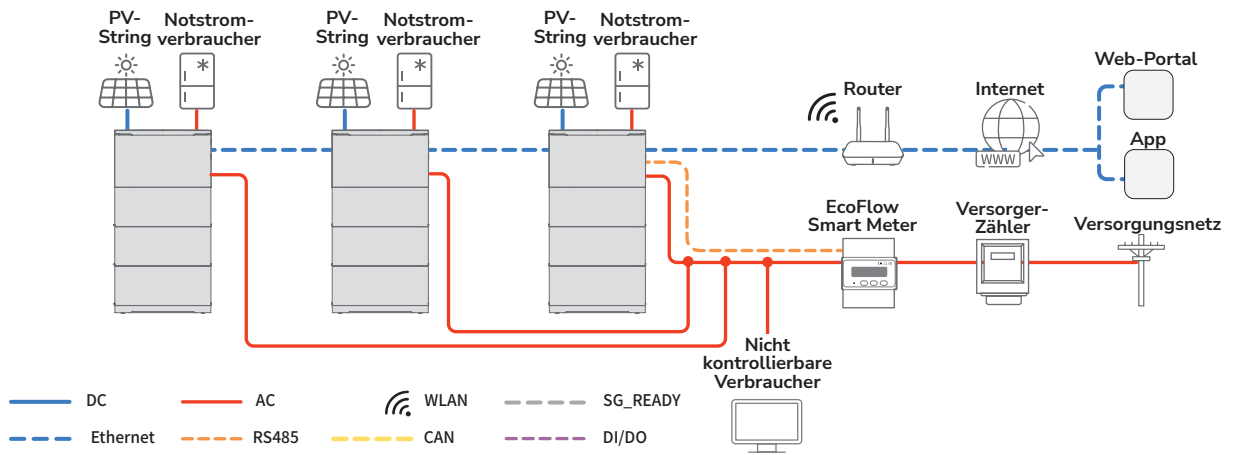 PV-
String
Notstrom-
verbraucher
PV-
String
Notstrom-
verbraucher
PV-
String
Notstrom-
verbraucher
Router
Internet
WWW
Web-Portal
App
EcoFlow
Smart Meter
Versorger-
Zähler
Versorgungsnetz
Nicht
kontrollierbare
Verbraucher
DC
AC
WLAN
SG_READY
Ethernet
RS485
CAN
DI/DO